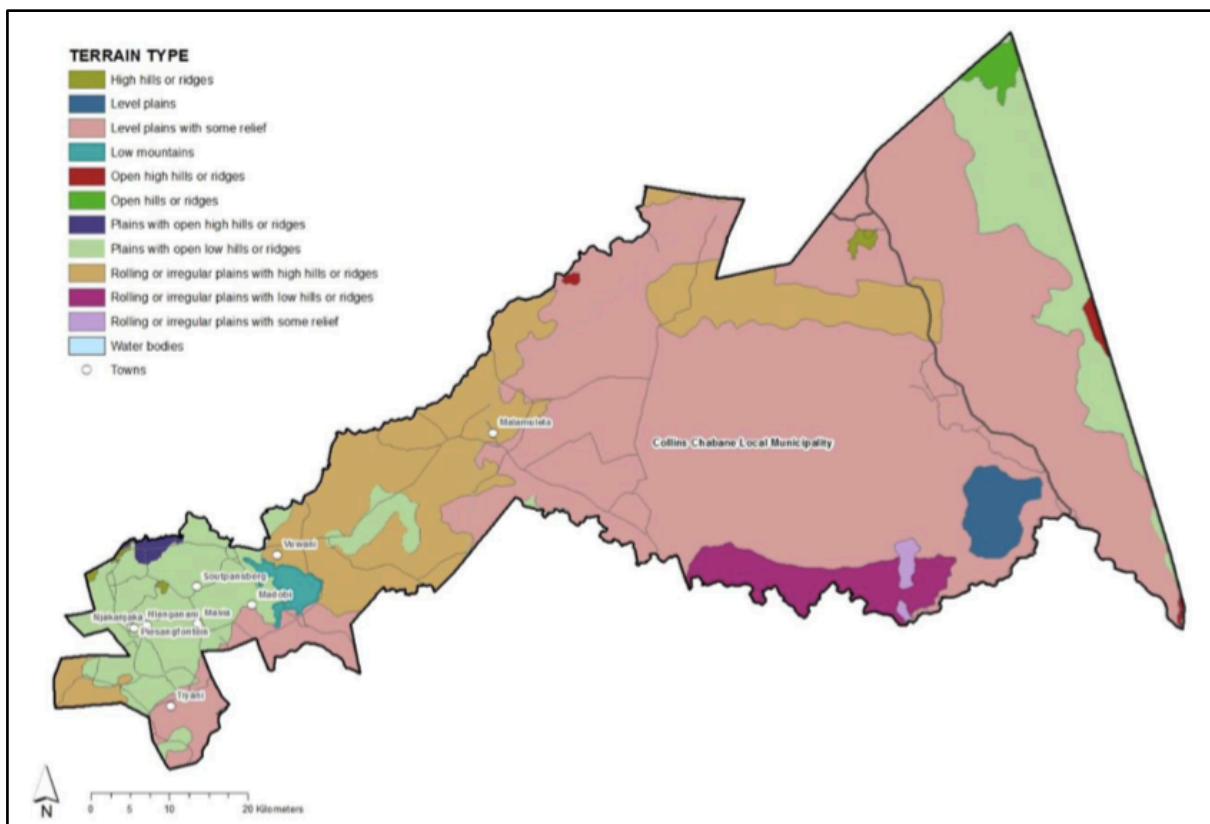 TERRAIN TYPE
High hills or ridges
Level plains
Level plains with some relief
Low mountains
Open high hills or ridges
Open hills or ridges
Plains with open high hills or ridges
Plains with open low hills or ridges
Rolling or irregular plains with high hills or ridges
Rolling or irregular plains with low hills or ridges
Rolling or irregular plains with some relief
Water bodies
Towns
Malamulela
Collins Chabane Local Municipality
Vuwani
Soutpansberg
Madobi
Njakanjaka
Hlanganani
Piesangfontein
Tiyani
N
0 5 10 20 Kilometers